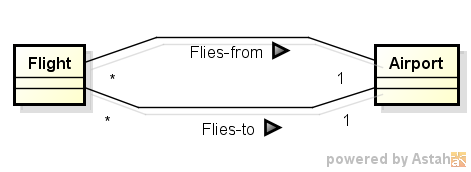 Flies-from
Flight
Airport
*
1
*
1
Flies-to
powered by Astah